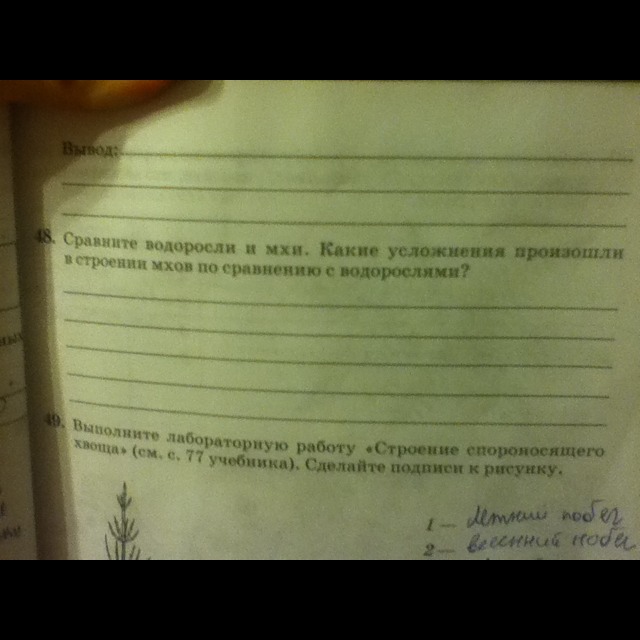 Вывод:
48. Сравните водоросли и мхи. Какие усложнения произошли
в строении мхов по сравнению с водорослями?
49. Выполните лабораторную работу «Строение спороносящего
хвоща» (см. с. 77 учебника). Сделайте подписи к рисунку.
1 — летний побег
2 — весенний побег